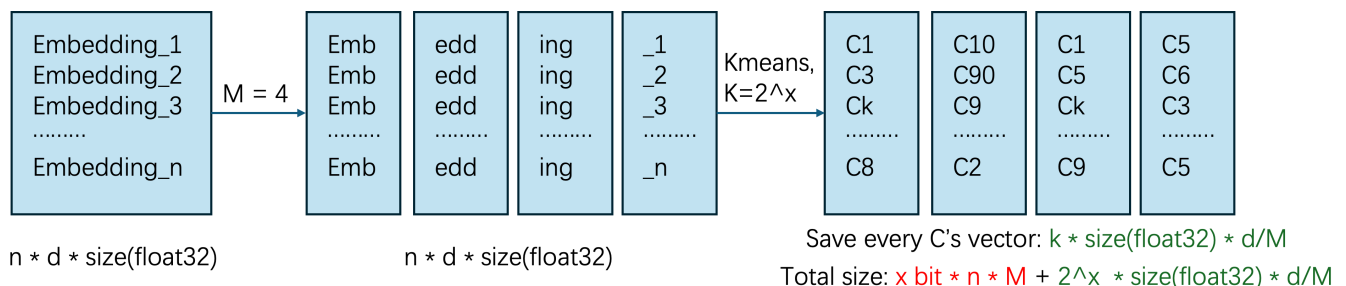 Embedding_1
Embedding_2
Embedding_3
.........
Embedding_n
n * d * size(float32)
M = 4
Emb
Emb
Emb
.........
Emb
edd
edd
edd
.........
edd
ing
ing
ing
.........
ing
_1
_2
_3
.........
_n
n * d * size(float32)
Kmeans,
K=2^x
C1
C3
Ck
.........
C8
C10
C90
C9
.........
C2
C1
C5
Ck
.........
C9
C5
C6
C3
.........
C5
Save every C's vector: k * size(float32) * d/M
Total size: x bit * n * M + 2^x * size(float32) * d/M